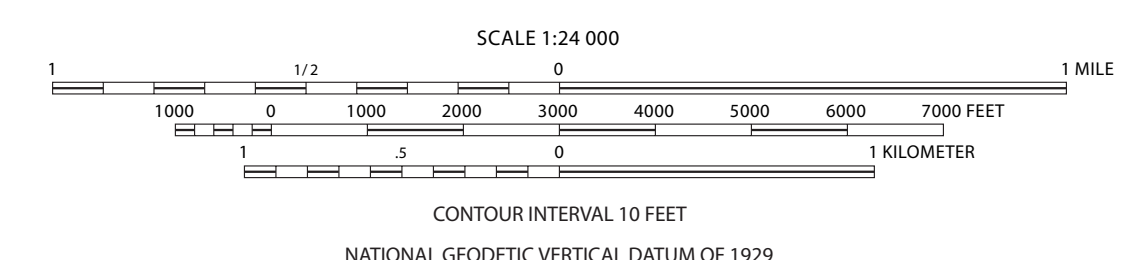 SCALE 1:24 000
1 1/2 0 1 MILE
1000 0 1000 2000 3000 4000 5000 6000 7000 FEET
1 .5 0 1 KILOMETER
CONTOUR INTERVAL 10 FEET
NATIONAL GEODETIC VERTICAL DATUM OF 1929